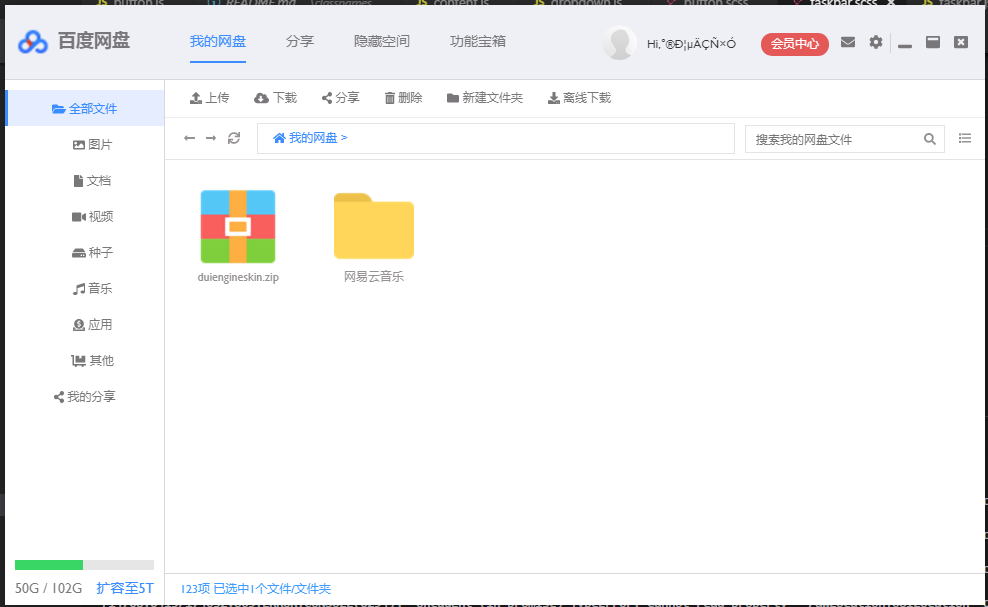 百度网盘
我的网盘 分享 隐藏空间 功能宝箱
Hi,°®Ð¦µÄÇÑ×Ó
会员中心
上传 下载 分享 删除 新建文件夹 离线下载
我的网盘 >
搜索我的网盘文件
全部文件
图片
文档
视频
种子
音乐
应用
其他
我的分享
duiengineskin.zip
网易云音乐
50G / 102G 扩容至5T
123项 已选中1个文件/文件夹